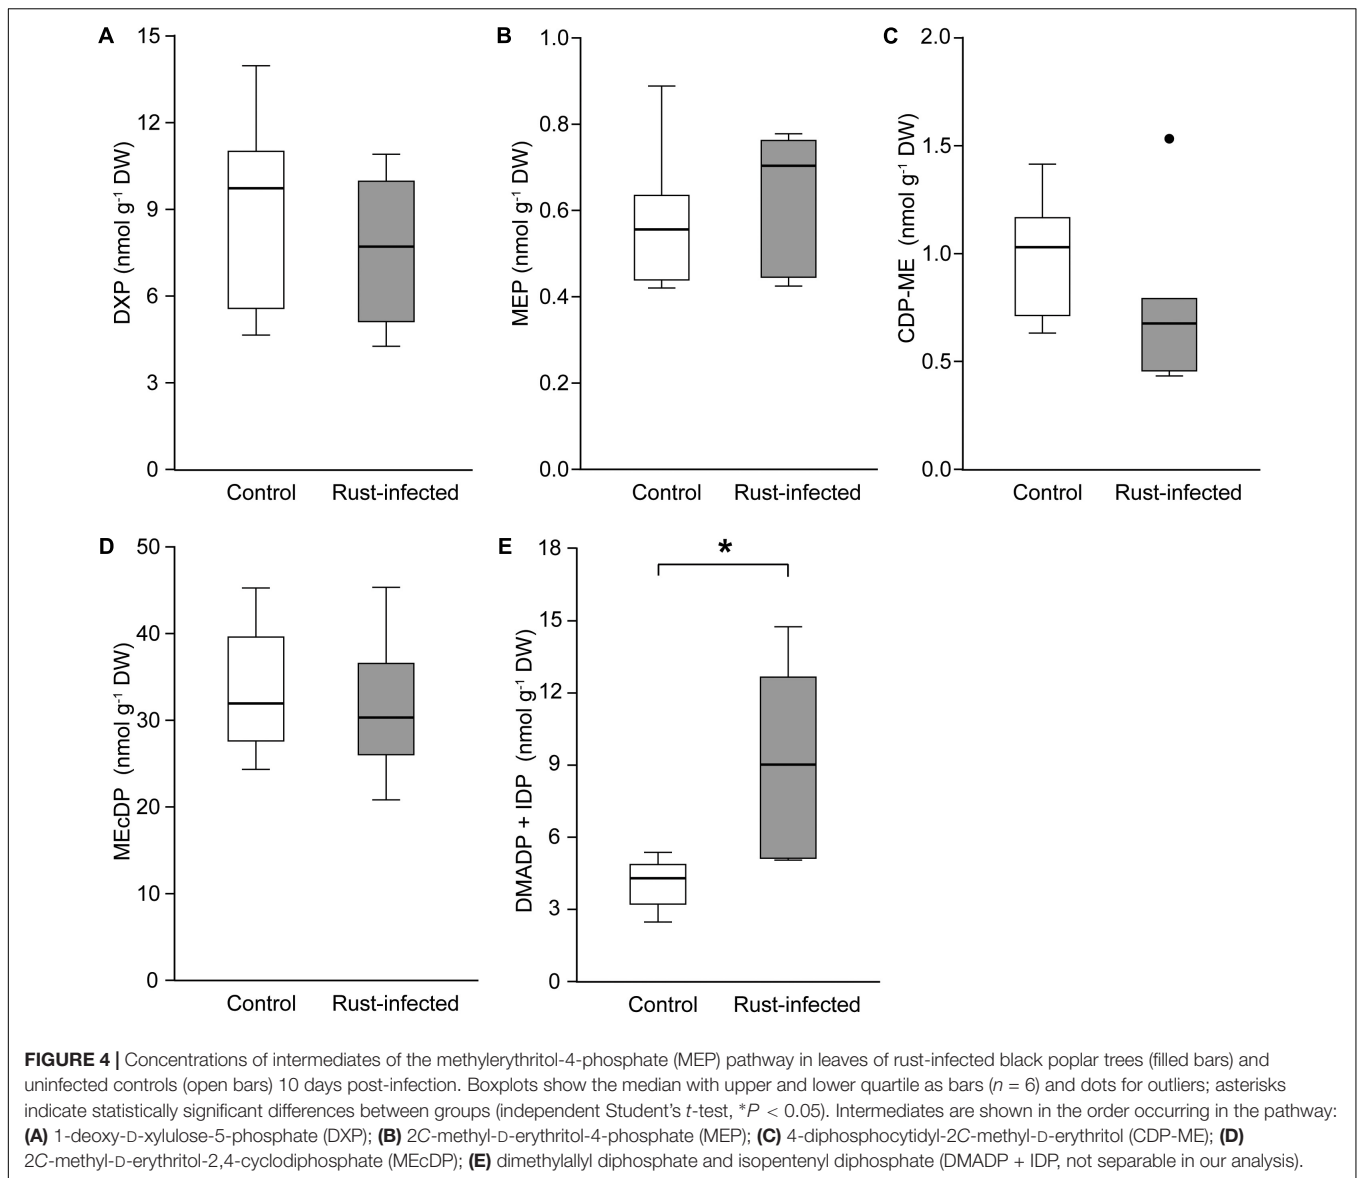 A
15
12
9
6
3
0
DXP (nmol g⁻¹ DW)
Control Rust-infected
B
1.0
0.8
0.6
0.4
0.2
0.0
MEP (nmol g⁻¹ DW)
Control Rust-infected
C
2.0
1.5
1.0
0.5
0.0
CDP-ME (nmol g⁻¹ DW)
Control Rust-infected
D
50
40
30
20
10
0
MEcDP (nmol g⁻¹ DW)
Control Rust-infected
E
18
15
12
9
6
3
0
DMADP + IDP (nmol g⁻¹ DW)
*
Control Rust-infected
FIGURE 4 | Concentrations of intermediates of the methylerythritol-4-phosphate (MEP) pathway in leaves of rust-infected black poplar trees (filled bars) and
uninfected controls (open bars) 10 days post-infection. Boxplots show the median with upper and lower quartile as bars (n = 6) and dots for outliers; asterisks
indicate statistically significant differences between groups (independent Student's t-test, *P < 0.05). Intermediates are shown in the order occurring in the pathway:
(A) 1-deoxy-D-xylulose-5-phosphate (DXP); (B) 2C-methyl-D-erythritol-4-phosphate (MEP); (C) 4-diphosphocytidyl-2C-methyl-D-erythritol (CDP-ME); (D)
2C-methyl-D-erythritol-2,4-cyclodiphosphate (MEcDP); (E) dimethylallyl diphosphate and isopentenyl diphosphate (DMADP + IDP, not separable in our analysis).